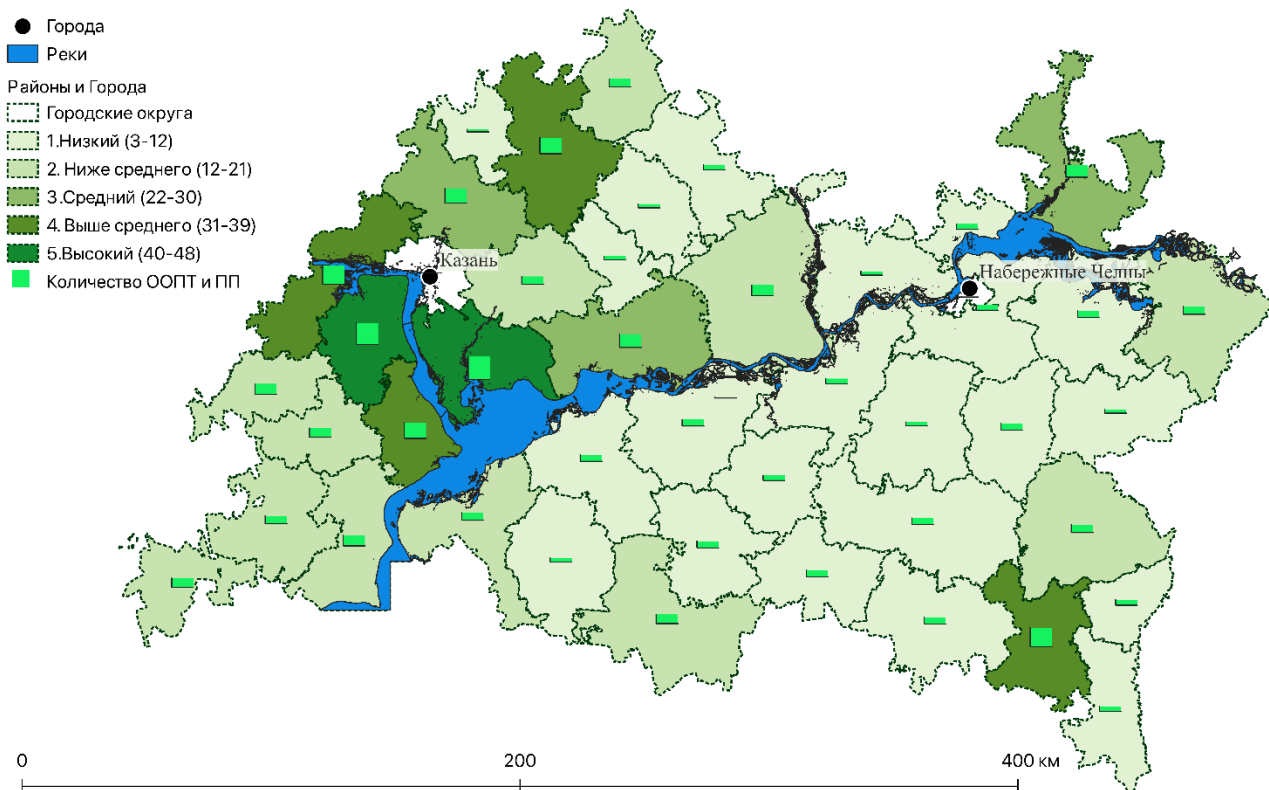 Города
Реки
Районы и Города
Городские округа
1.Низкий (3-12)
2. Ниже среднего (12-21)
3.Средний (22-30)
4. Выше среднего (31-39)
5.Высокий (40-48)
Количество ООПТ и ПП
Казань
Набережные Челны
0
200
400 км